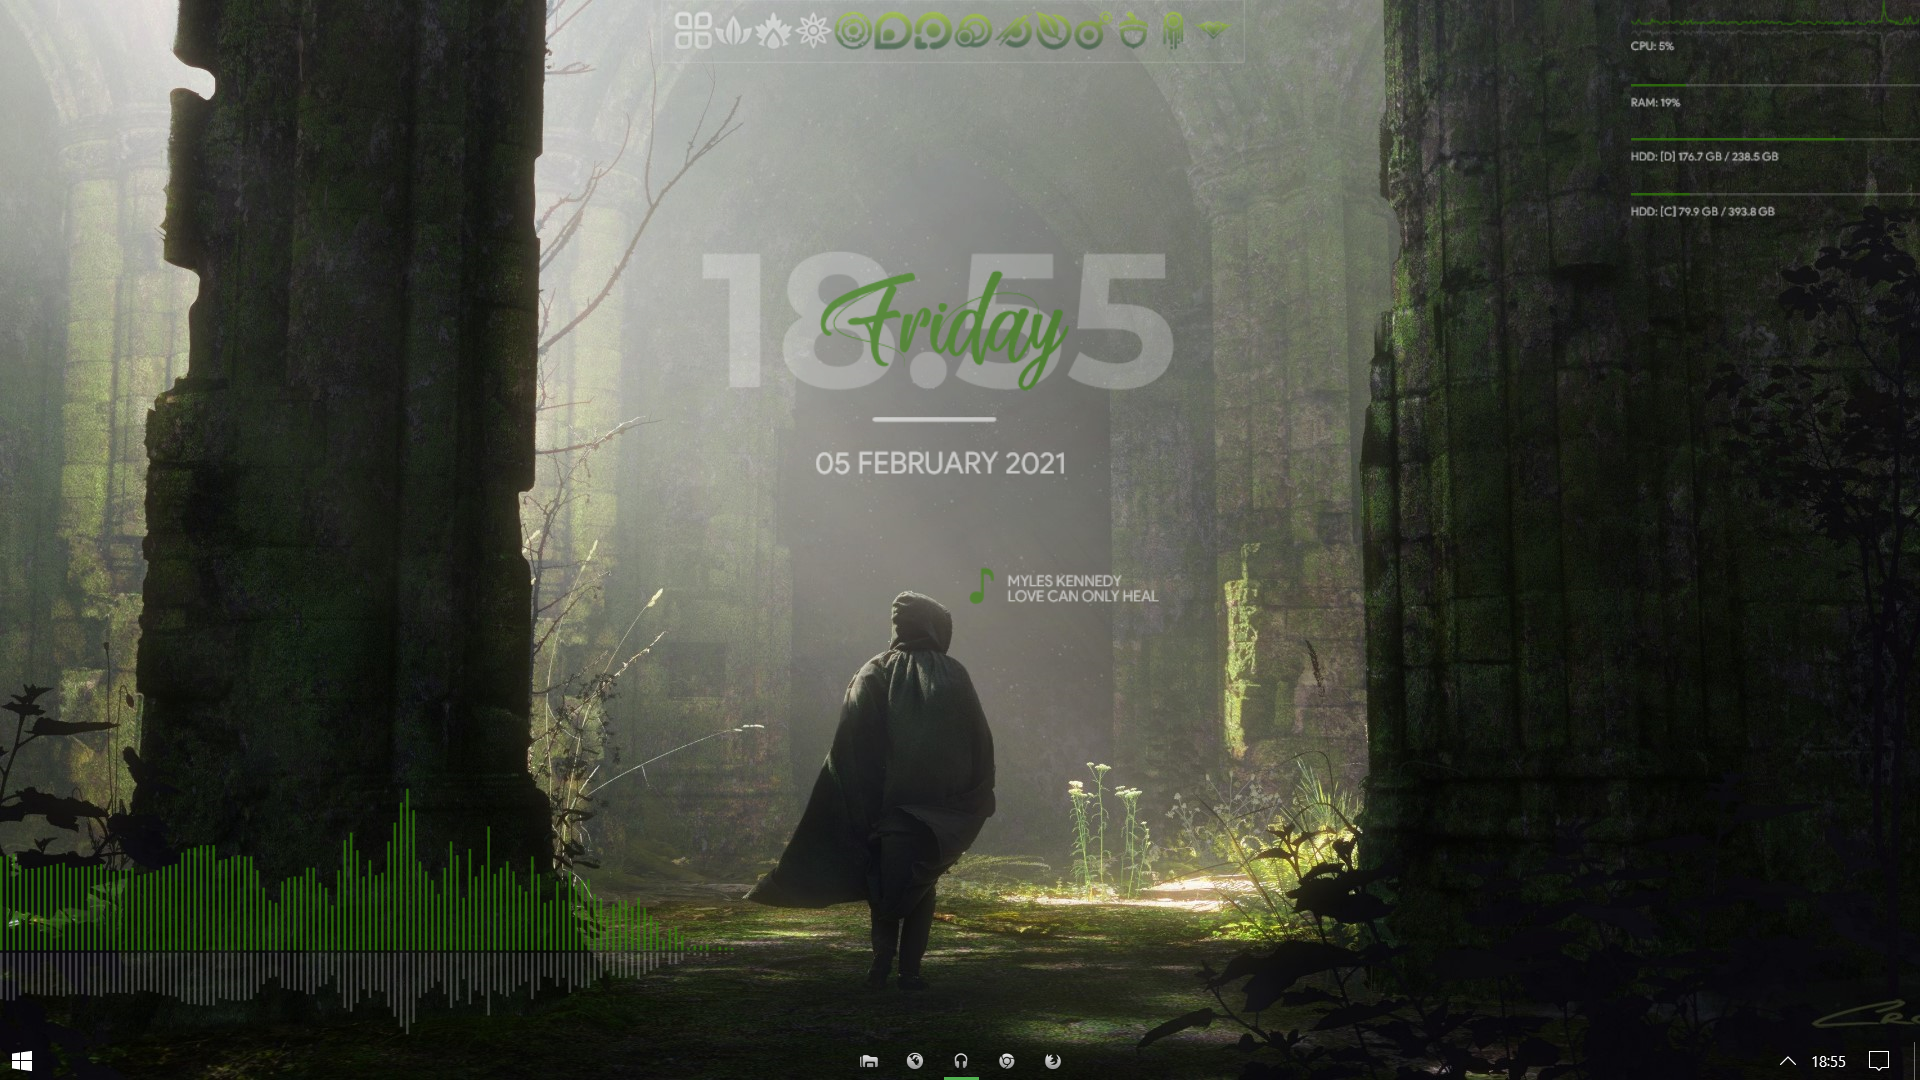 CPU: 5%
RAM: 19%
HDD: [D] 176.7 GB / 238.5 GB
HDD: [C] 79.9 GB / 393.8 GB
18.55
Friday
05 FEBRUARY 2021
MYLES KENNEDY
LOVE CAN ONLY HEAL
18:55